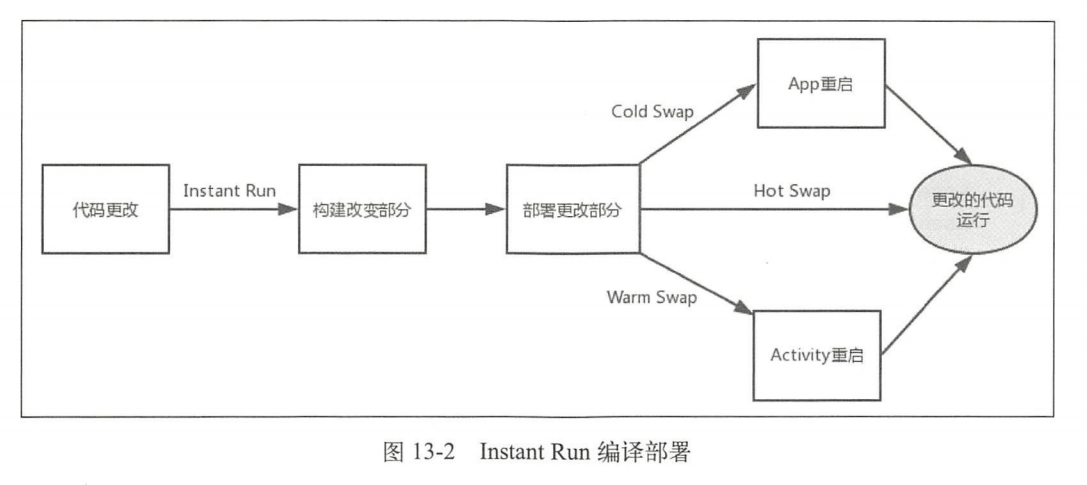 App重启
Cold Swap
代码更改
Instant Run
构建改变部分
部署更改部分
Hot Swap
更改的代码
运行
Warm Swap
Activity重启
图 13-2 Instant Run 编译部署